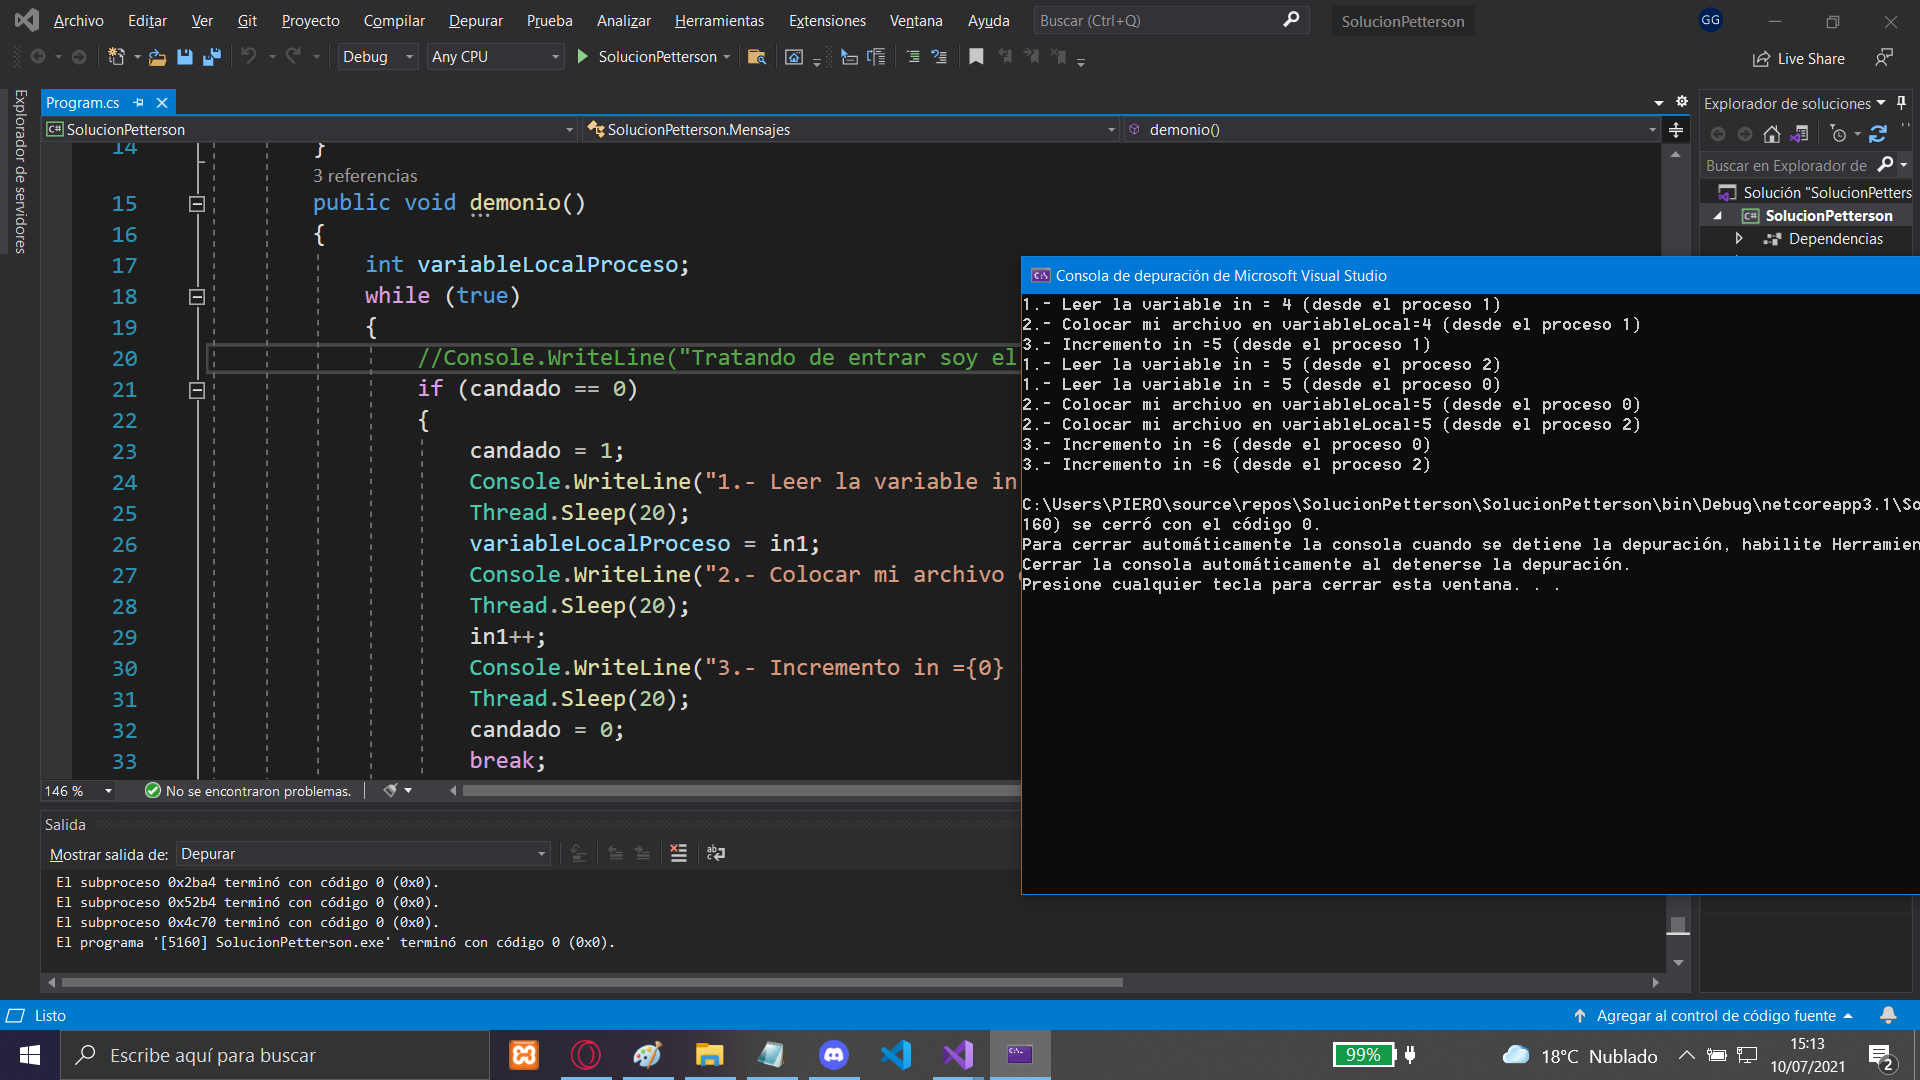 Archivo Editar Ver Git Proyecto Compilar Depurar Prueba Analizar Herramientas Extensiones Ventana Ayuda Buscar (Ctrl+Q) SolucionPetterson GG
Debug Any CPU SolucionPetterson Live Share
Explorador de servidores
Program.cs
SolucionPetterson SolucionPetterson.Mensajes demonio()
14 }
3 referencias
15 public void demonio()
16 {
17 int variableLocalProceso;
18 while (true)
19 {
20 //Console.WriteLine("Tratando de entrar soy el
21 if (candado == 0)
22 {
23 candado = 1;
24 Console.WriteLine("1.- Leer la variable in
25 Thread.Sleep(20);
26 variableLocalProceso = in1;
27 Console.WriteLine("2.- Colocar mi archivo
28 Thread.Sleep(20);
29 in1++;
30 Console.WriteLine("3.- Incremento in ={0}
31 Thread.Sleep(20);
32 candado = 0;
33 break;
146 % No se encontraron problemas.
Explorador de soluciones
Buscar en Explorador de
Solución "SolucionPetters
C# SolucionPetterson
Dependencias
Consola de depuración de Microsoft Visual Studio
1.- Leer la variable in = 4 (desde el proceso 1)
2.- Colocar mi archivo en variableLocal=4 (desde el proceso 1)
3.- Incremento in =5 (desde el proceso 1)
1.- Leer la variable in = 5 (desde el proceso 2)
1.- Leer la variable in = 5 (desde el proceso 0)
2.- Colocar mi archivo en variableLocal=5 (desde el proceso 0)
2.- Colocar mi archivo en variableLocal=5 (desde el proceso 2)
3.- Incremento in =6 (desde el proceso 0)
3.- Incremento in =6 (desde el proceso 2)
C:\Users\PIERO\source\repos\SolucionPetterson\SolucionPetterson\bin\Debug\netcoreapp3.1\So
160) se cerró con el código 0.
Para cerrar automáticamente la consola cuando se detiene la depuración, habilite Herramien
Cerrar la consola automáticamente al detenerse la depuración.
Presione cualquier tecla para cerrar esta ventana. . .
Salida
Mostrar salida de: Depurar
El subproceso 0x2ba4 terminó con código 0 (0x0).
El subproceso 0x52b4 terminó con código 0 (0x0).
El subproceso 0x4c70 terminó con código 0 (0x0).
El programa '[5160] SolucionPetterson.exe' terminó con código 0 (0x0).
Listo Agregar al control de código fuente
Escribe aquí para buscar 99% 18°C Nublado 15:13
10/07/2021 2